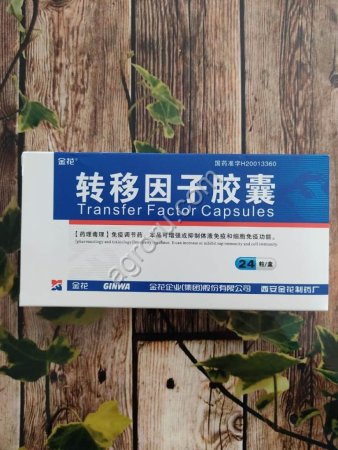 金花®
国药准字H20013360
转移因子胶囊
Transfer Factor Capsules
【药理毒理】免疫调节药，本品可增强或抑制体液免疫和细胞免疫功能。
24 粒/盒
金花 GINWA 金花企业(集团)股份有限公司 西安金花制药厂